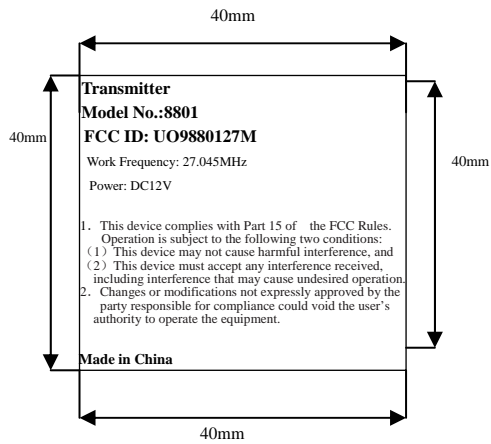 40mm
Transmitter
Model No.:8801
FCC ID: UO9880127M
40mm
Work Frequency: 27.045MHz
40mm
Power: DC12V
1．This device complies with Part 15 of the FCC Rules.
Operation is subject to the following two conditions:
（1）This device may not cause harmful interference, and
（2）This device must accept any interference received,
including interference that may cause undesired operation.
2．Changes or modifications not expressly approved by the
party responsible for compliance could void the user's
authority to operate the equipment.
Made in China
40mm